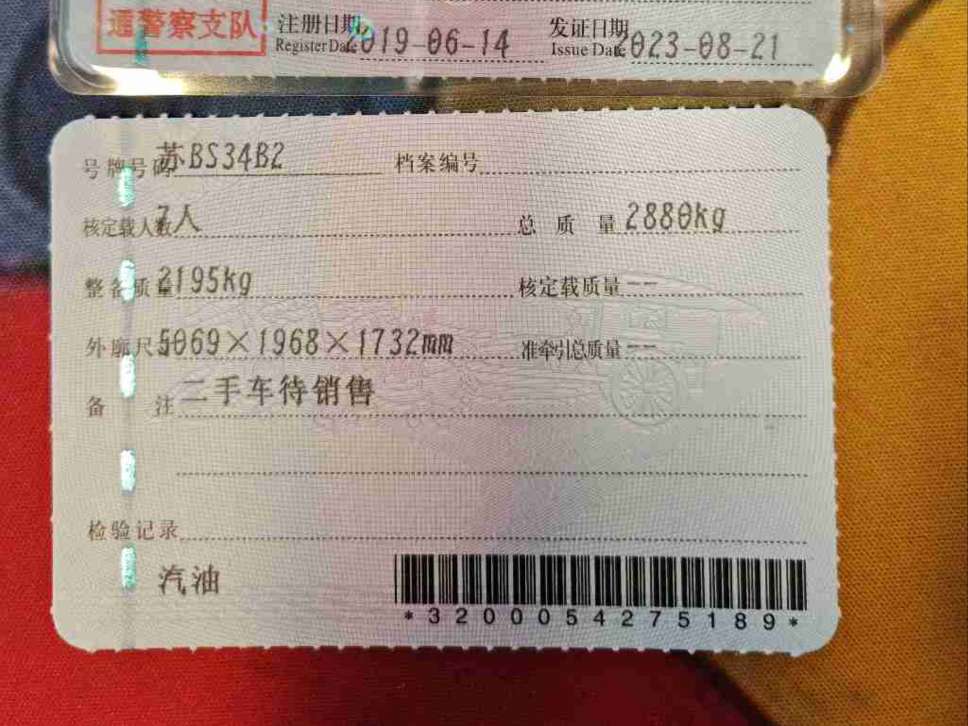 通警察支队 注册日期 2019-06-14 发证日期 2023-08-21
Register Date Issue Date
号牌号码 苏BS34B2 档案编号
核定载人数 7人 总质量 2880kg
整备质量 2195kg 核定载质量 --
外廓尺寸 5069×1968×1732mm 准牵引总质量 --
备注 二手车待销售
检验记录
汽油
*3200054275189*